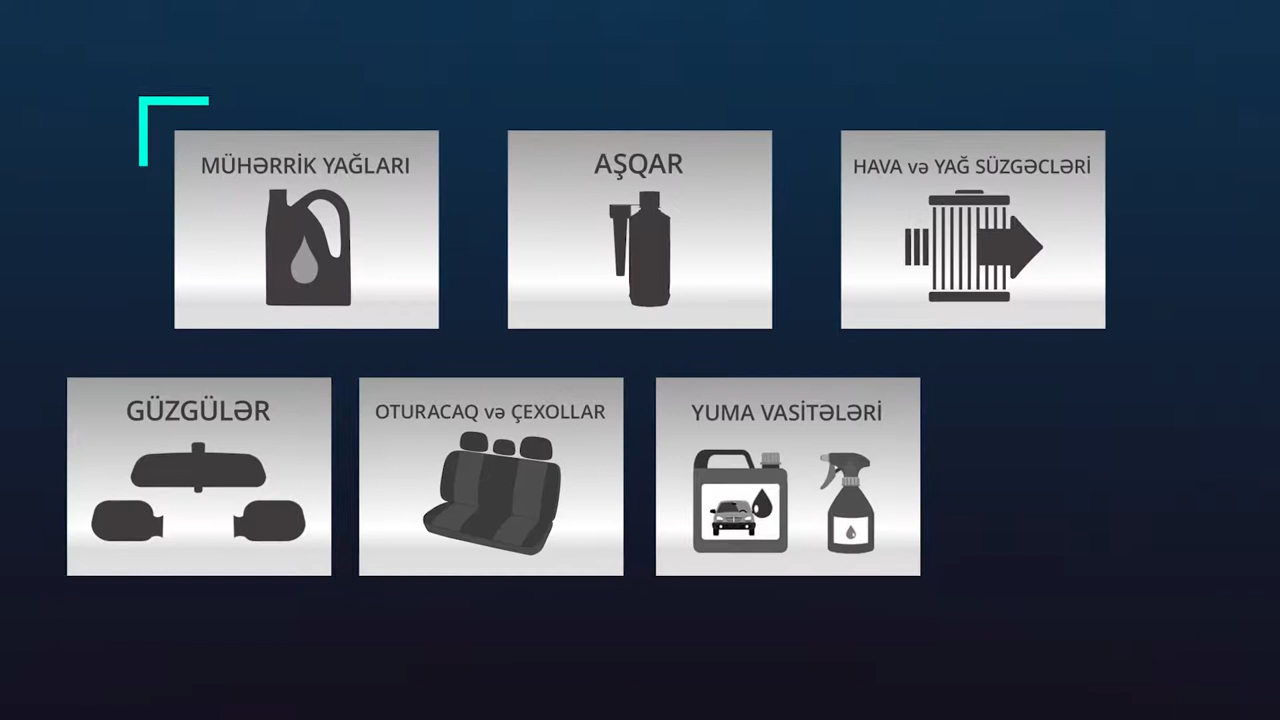 MÜHƏRRİK YAĞLARI
AŞQAR
HAVA və YAĞ SÜZGƏCLƏRİ
GÜZGÜLƏR
OTURACAQ və ÇEXOLLAR
YUMA VASİTƏLƏRİ